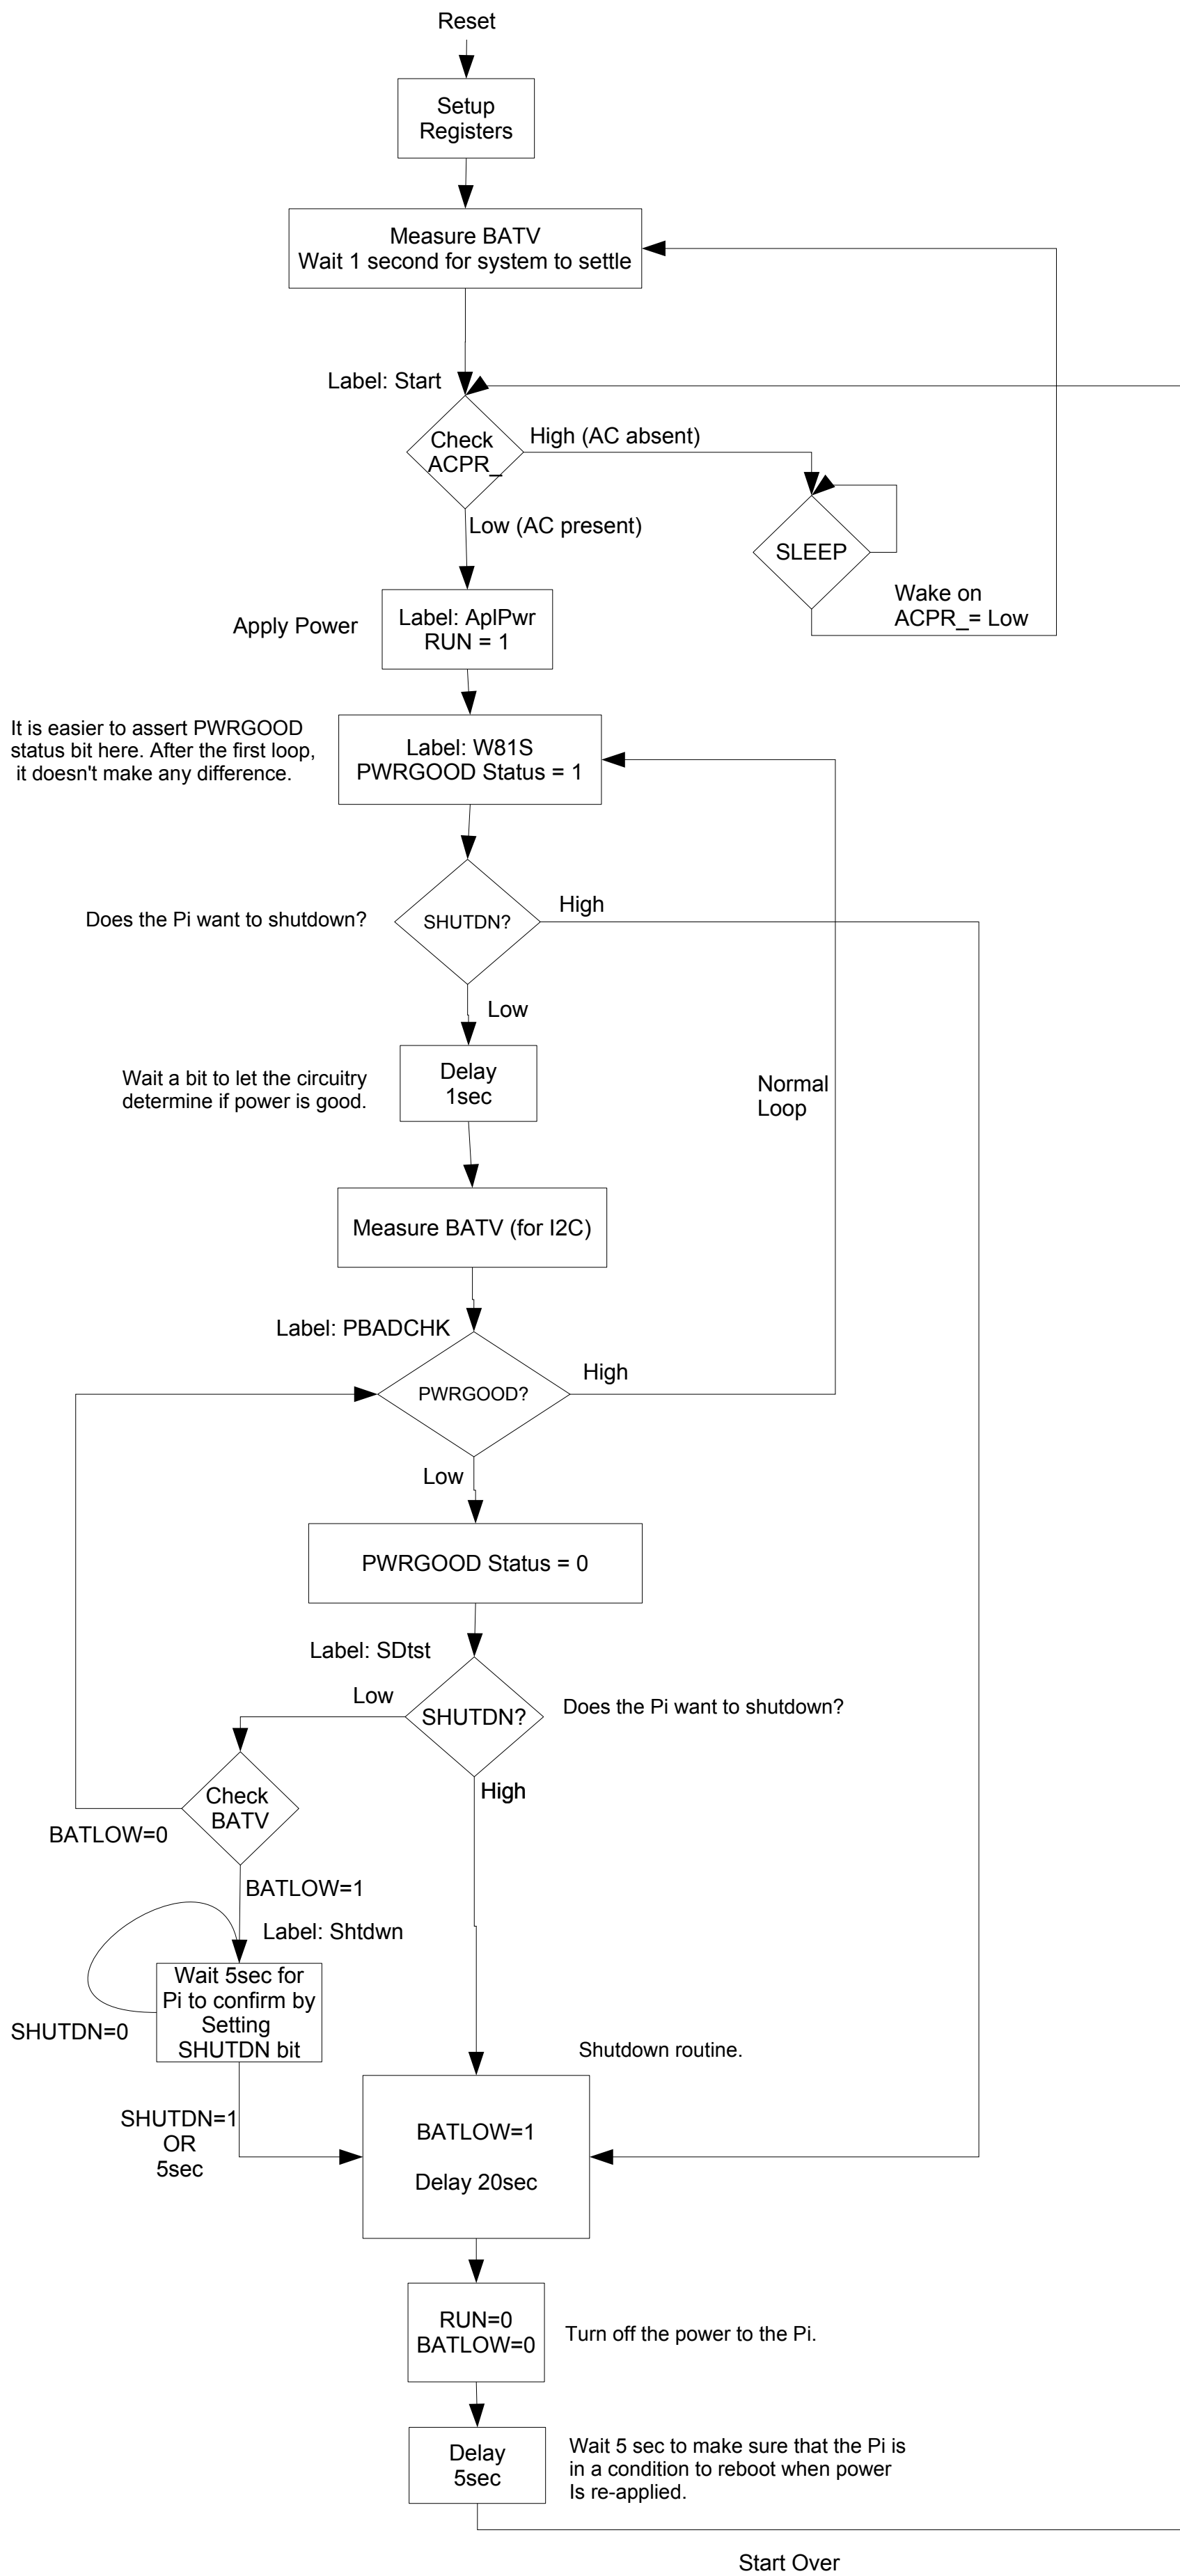 Reset
Setup
Registers
Measure BATV
Wait 1 second for system to settle
Label: Start
Check
ACPR_
High (AC absent)
Low (AC present)
SLEEP
Wake on
ACPR_= Low
Apply Power
Label: AplPwr
RUN = 1
It is easier to assert PWRGOOD
status bit here. After the first loop,
it doesn't make any difference.
Label: W81S
PWRGOOD Status = 1
Does the Pi want to shutdown?
SHUTDN?
High
Low
Wait a bit to let the circuitry
determine if power is good.
Delay
1sec
Normal
Loop
Measure BATV (for I2C)
Label: PBADCHK
PWRGOOD?
High
Low
PWRGOOD Status = 0
Label: SDtst
Low
SHUTDN?
Does the Pi want to shutdown?
High
Check
BATV
BATLOW=0
BATLOW=1
Label: Shtdwn
Wait 5sec for
Pi to confirm by
Setting
SHUTDN bit
SHUTDN=0
SHUTDN=1
OR
5sec
Shutdown routine.
BATLOW=1
Delay 20sec
RUN=0
BATLOW=0
Turn off the power to the Pi.
Delay
5sec
Wait 5 sec to make sure that the Pi is
in a condition to reboot when power
Is re-applied.
Start Over